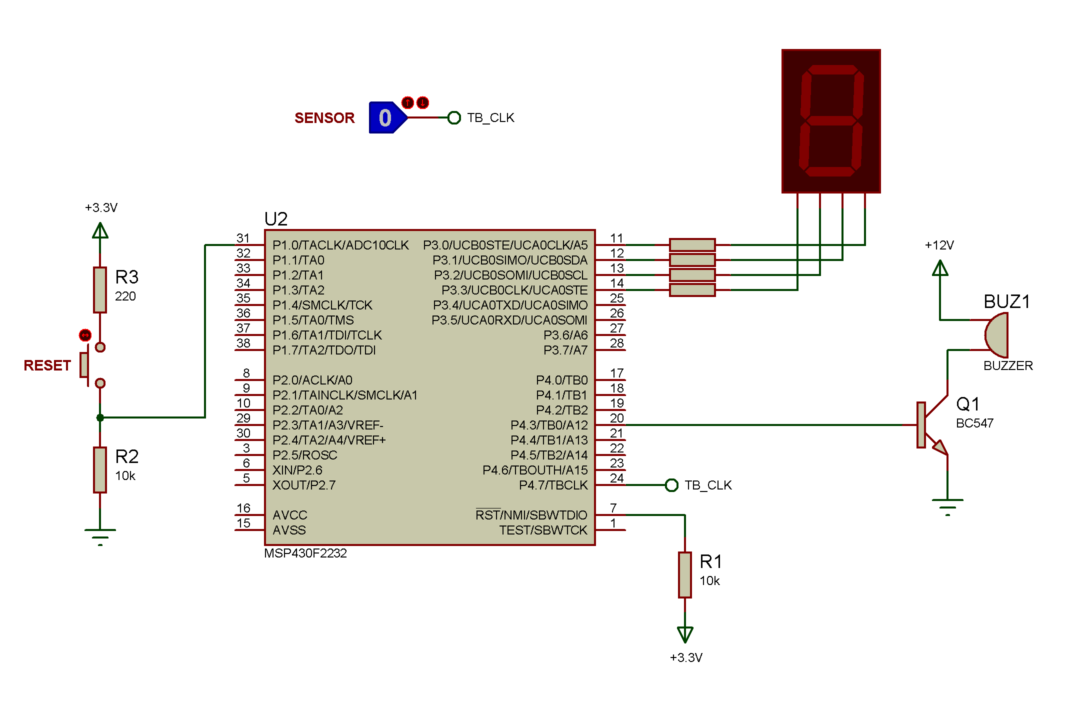 SENSOR
0
TB_CLK
+3.3V
R3
220
RESET
R2
10k
U2
31 P1.0/TACLK/ADC10CLK
32 P1.1/TA0
33 P1.2/TA1
34 P1.3/TA2
35 P1.4/SMCLK/TCK
36 P1.5/TA0/TMS
37 P1.6/TA1/TDI/TCLK
38 P1.7/TA2/TDO/TDI
8 P2.0/ACLK/A0
9 P2.1/TAINCLK/SMCLK/A1
10 P2.2/TA0/A2
29 P2.3/TA1/A3/VREF-
30 P2.4/TA2/A4/VREF+
3 P2.5/ROSC
6 XIN/P2.6
5 XOUT/P2.7
16 AVCC
15 AVSS
P3.0/UCB0STE/UCA0CLK/A5 11
P3.1/UCB0SIMO/UCB0SDA 12
P3.2/UCB0SOMI/UCB0SCL 13
P3.3/UCB0CLK/UCA0STE 14
P3.4/UCA0TXD/UCA0SIMO 25
P3.5/UCA0RXD/UCA0SOMI 26
P3.6/A6 27
P3.7/A7 28
P4.0/TB0 17
P4.1/TB1 18
P4.2/TB2 19
P4.3/TB0/A12 20
P4.4/TB1/A13 21
P4.5/TB2/A14 22
P4.6/TBOUTH/A15 23
P4.7/TBCLK 24
RST/NMI/SBWTDIO 7
TEST/SBWTCK 1
MSP430F2232
TB_CLK
R1
10k
+3.3V
+12V
BUZ1
BUZZER
Q1
BC547